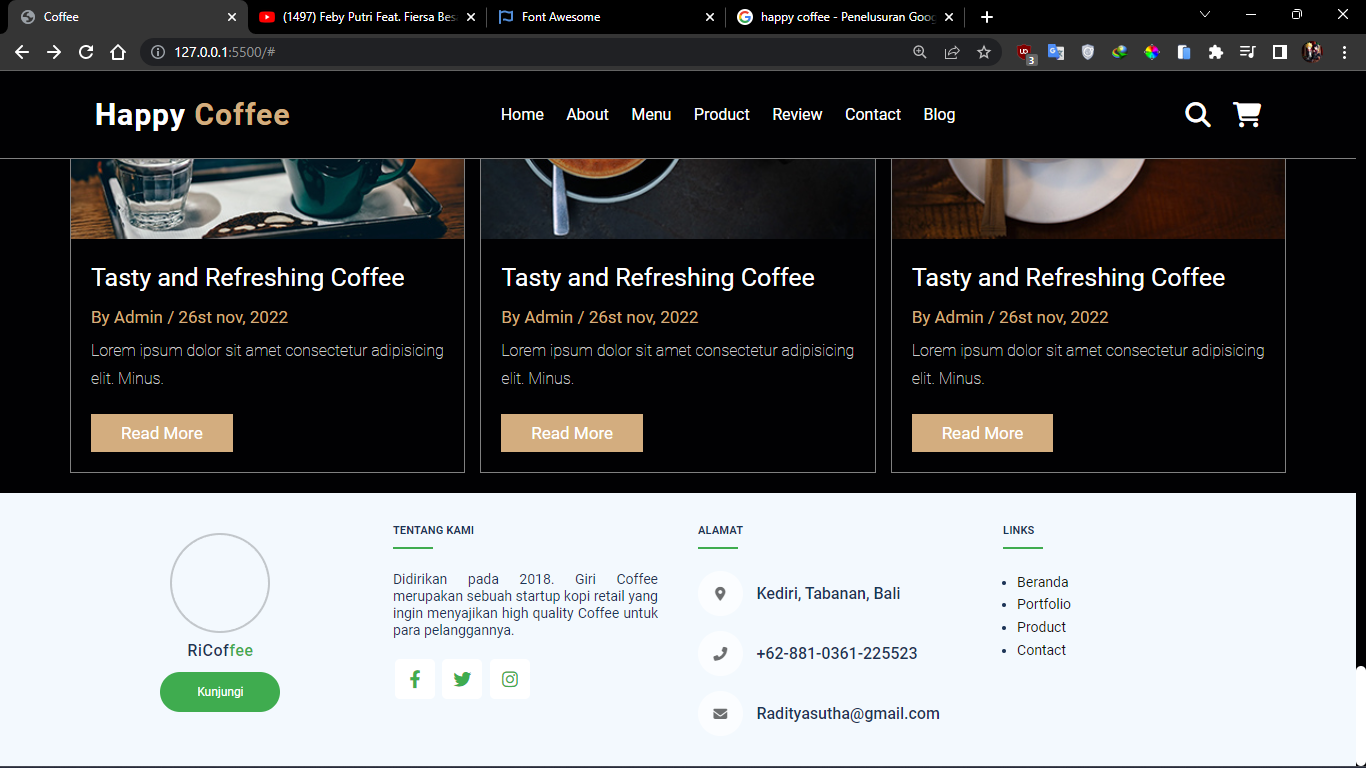 Coffee
(1497) Feby Putri Feat. Fiersa Bes
Font Awesome
happy coffee - Penelusuran Goog
127.0.0.1:5500/#
3
Happy Coffee
Home About Menu Product Review Contact Blog
Tasty and Refreshing Coffee
By Admin / 26st nov, 2022
Lorem ipsum dolor sit amet consectetur adipisicing
elit. Minus.
Read More
Tasty and Refreshing Coffee
By Admin / 26st nov, 2022
Lorem ipsum dolor sit amet consectetur adipisicing
elit. Minus.
Read More
Tasty and Refreshing Coffee
By Admin / 26st nov, 2022
Lorem ipsum dolor sit amet consectetur adipisicing
elit. Minus.
Read More
RiCoffee
Kunjungi
TENTANG KAMI
Didirikan pada 2018. Giri Coffee
merupakan sebuah startup kopi retail yang
ingin menyajikan high quality Coffee untuk
para pelanggannya.
ALAMAT
Kediri, Tabanan, Bali
+62-881-0361-225523
Radityasutha@gmail.com
LINKS
Beranda
Portfolio
Product
Contact